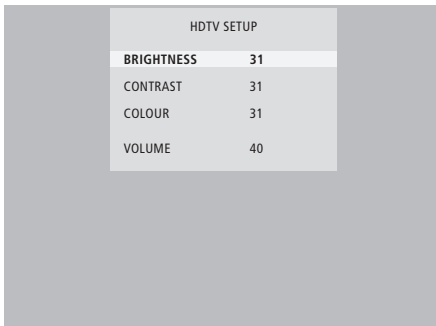 HDTV SETUP
BRIGHTNESS 31
CONTRAST 31
COLOUR 31
VOLUME 40